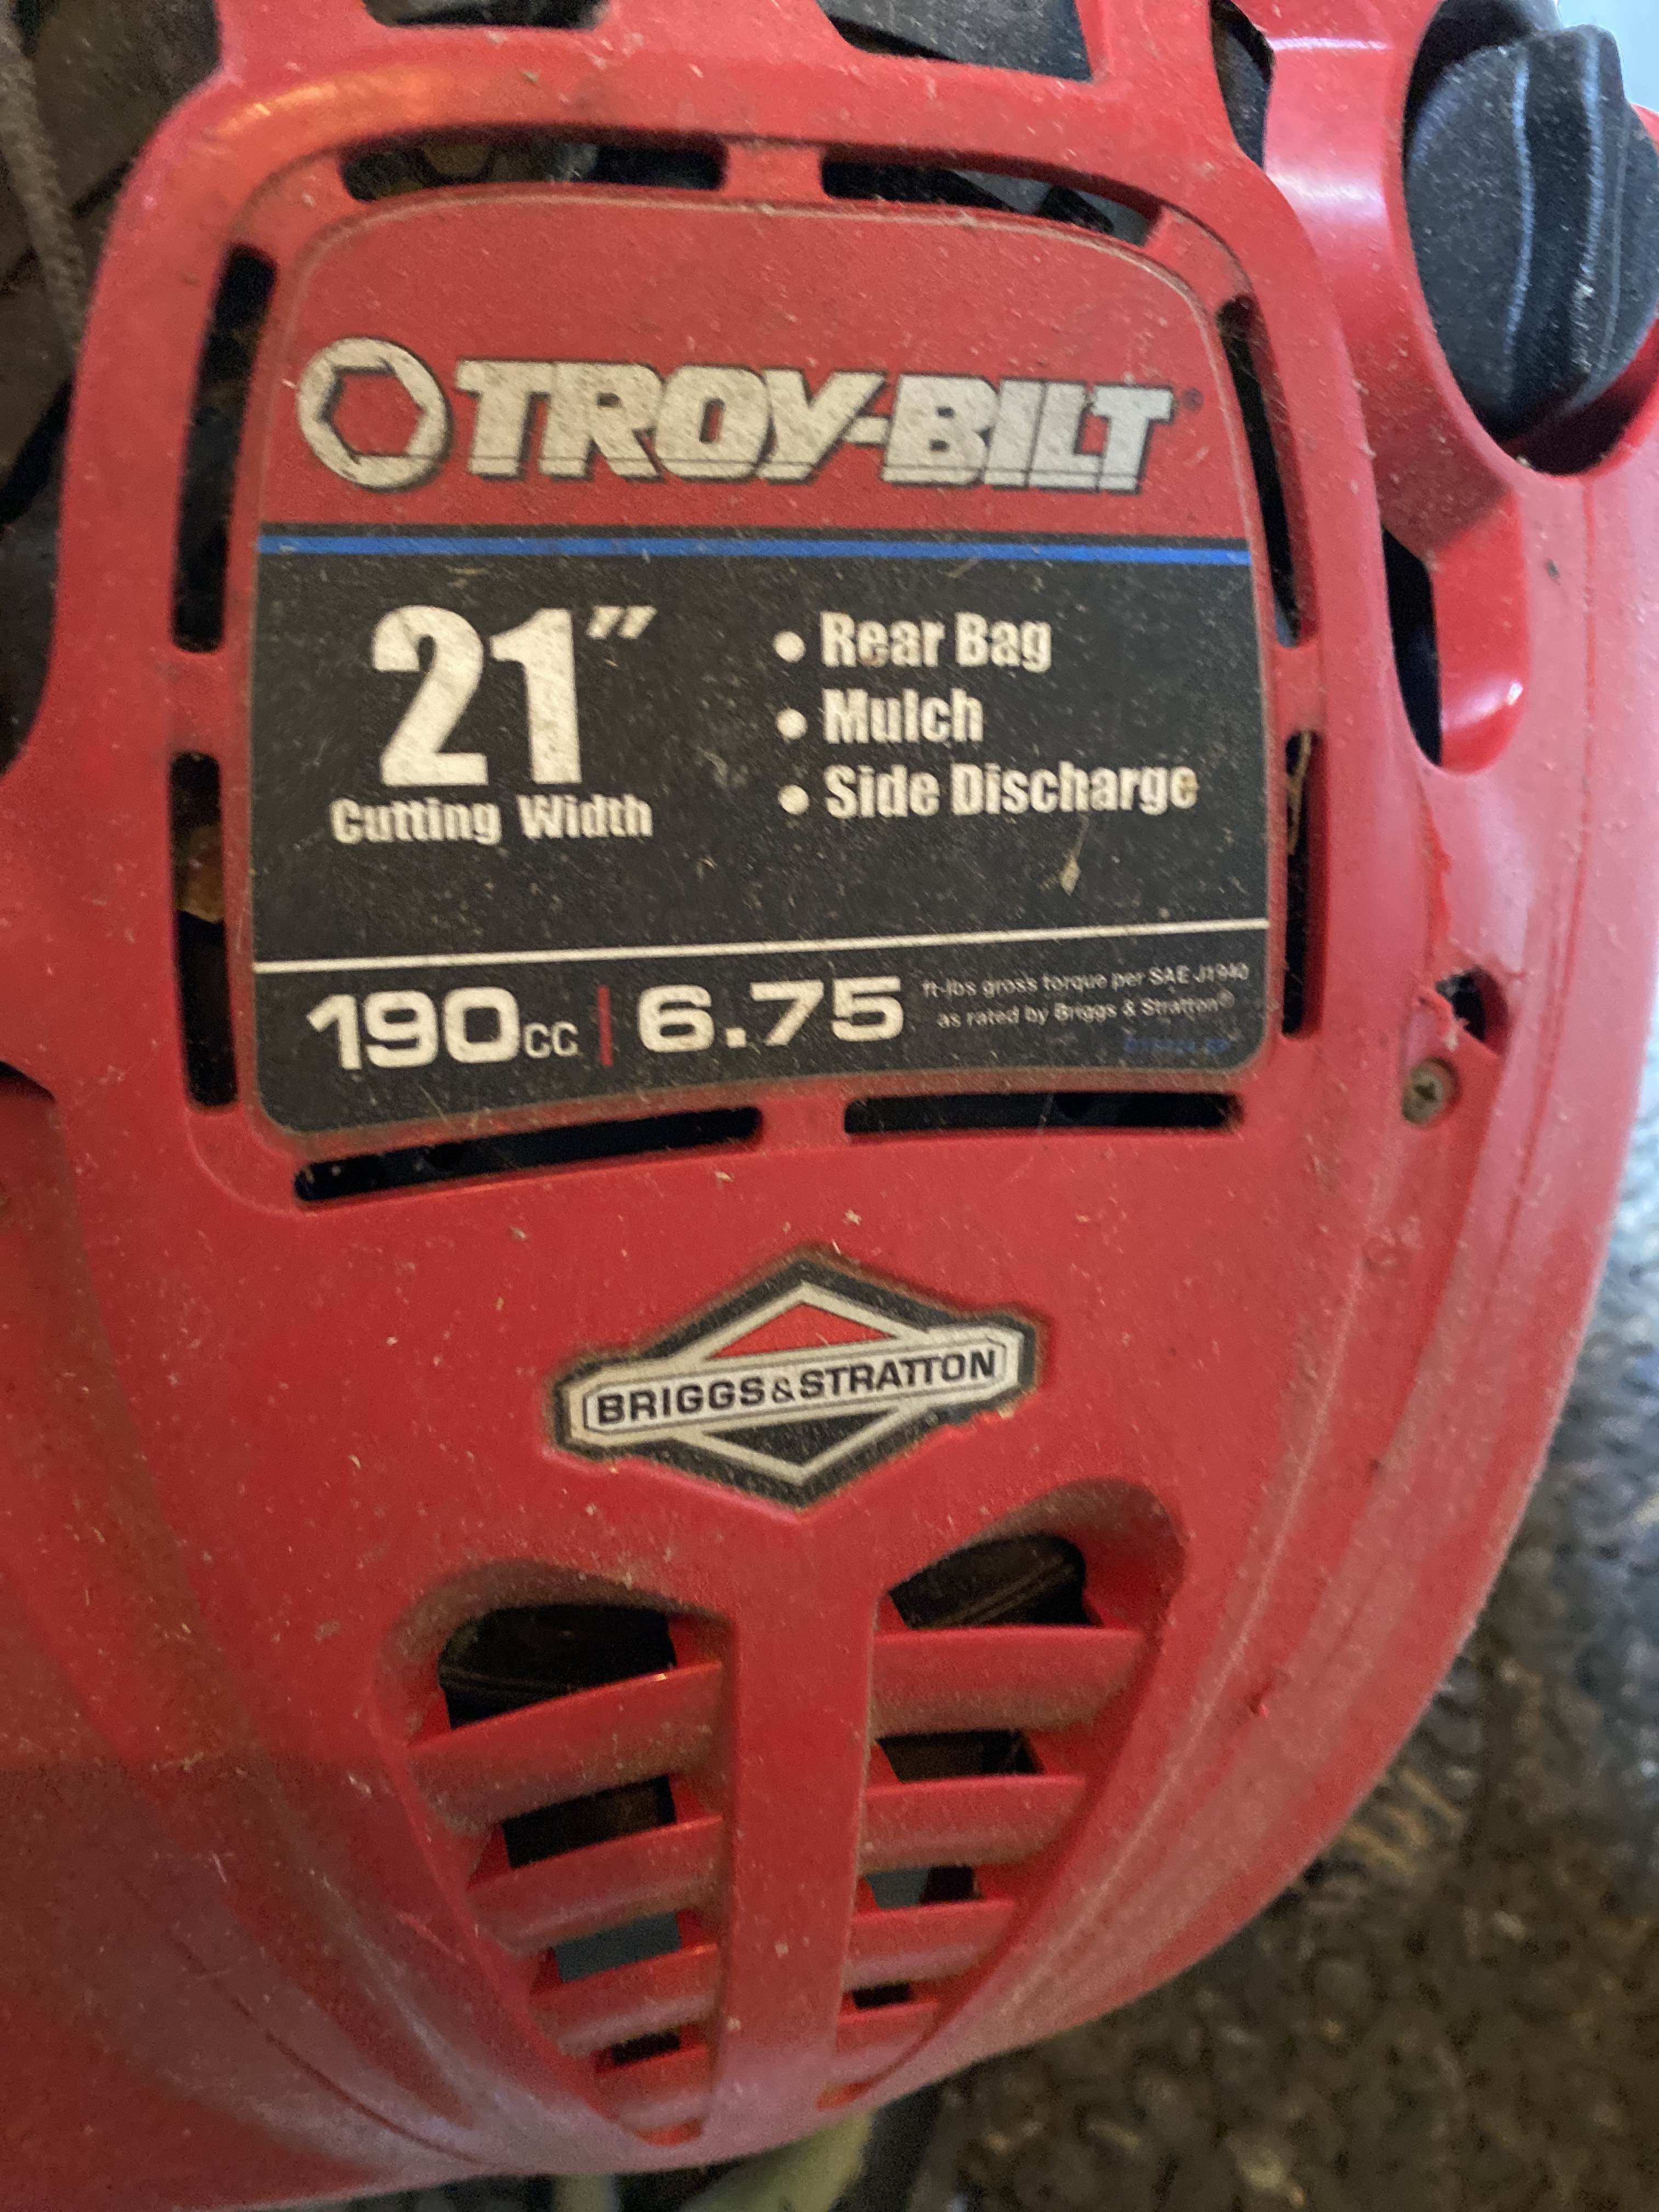 TROY-BILT®
21" 
Cutting Width
• Rear Bag
• Mulch
• Side Discharge
190cc | 6.75 ft-lbs gross torque per SAE J1940
as rated by Briggs & Stratton®
BRIGGS&STRATTON